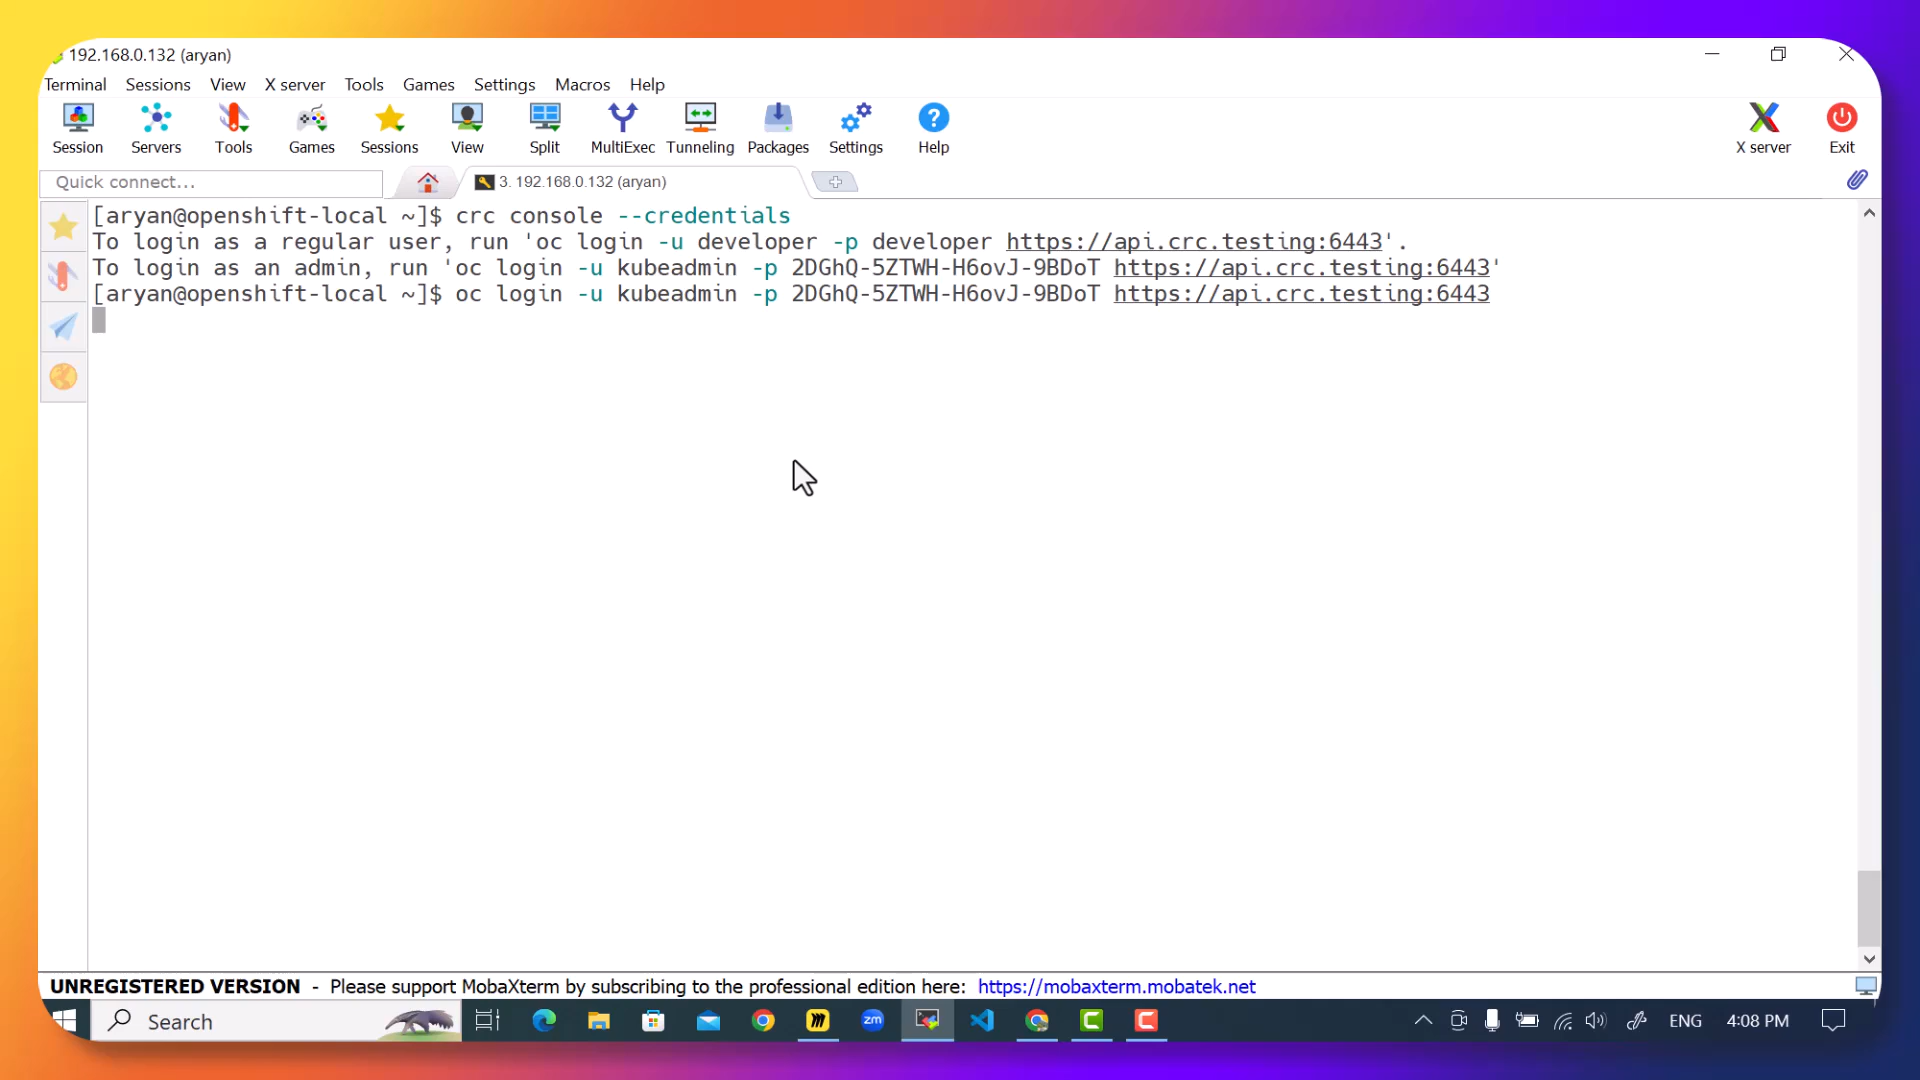 192.168.0.132 (aryan)
Terminal Sessions View X server Tools Games Settings Macros Help
Session Servers Tools Games Sessions View Split MultiExec Tunneling Packages Settings Help X server Exit
Quick connect... 3. 192.168.0.132 (aryan)
[aryan@openshift-local ~]$ crc console --credentials
To login as a regular user, run 'oc login -u developer -p developer https://api.crc.testing:6443'.
To login as an admin, run 'oc login -u kubeadmin -p 2DGhQ-5ZTWH-H6ovJ-9BDoT https://api.crc.testing:6443'
[aryan@openshift-local ~]$ oc login -u kubeadmin -p 2DGhQ-5ZTWH-H6ovJ-9BDoT https://api.crc.testing:6443
UNREGISTERED VERSION - Please support MobaXterm by subscribing to the professional edition here: https://mobaxterm.mobatek.net
Search zm ENG 4:08 PM